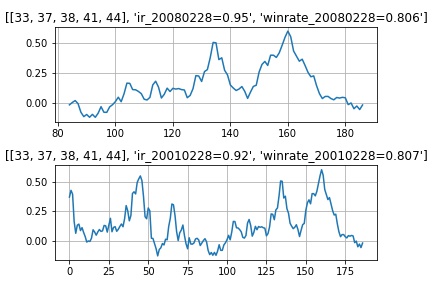 [[33, 37, 38, 41, 44], 'ir_20080228=0.95', 'winrate_20080228=0.806']
0.50
0.25
0.00
80 100 120 140 160 180
[[33, 37, 38, 41, 44], 'ir_20010228=0.92', 'winrate_20010228=0.807']
0.50
0.25
0.00
0 25 50 75 100 125 150 175